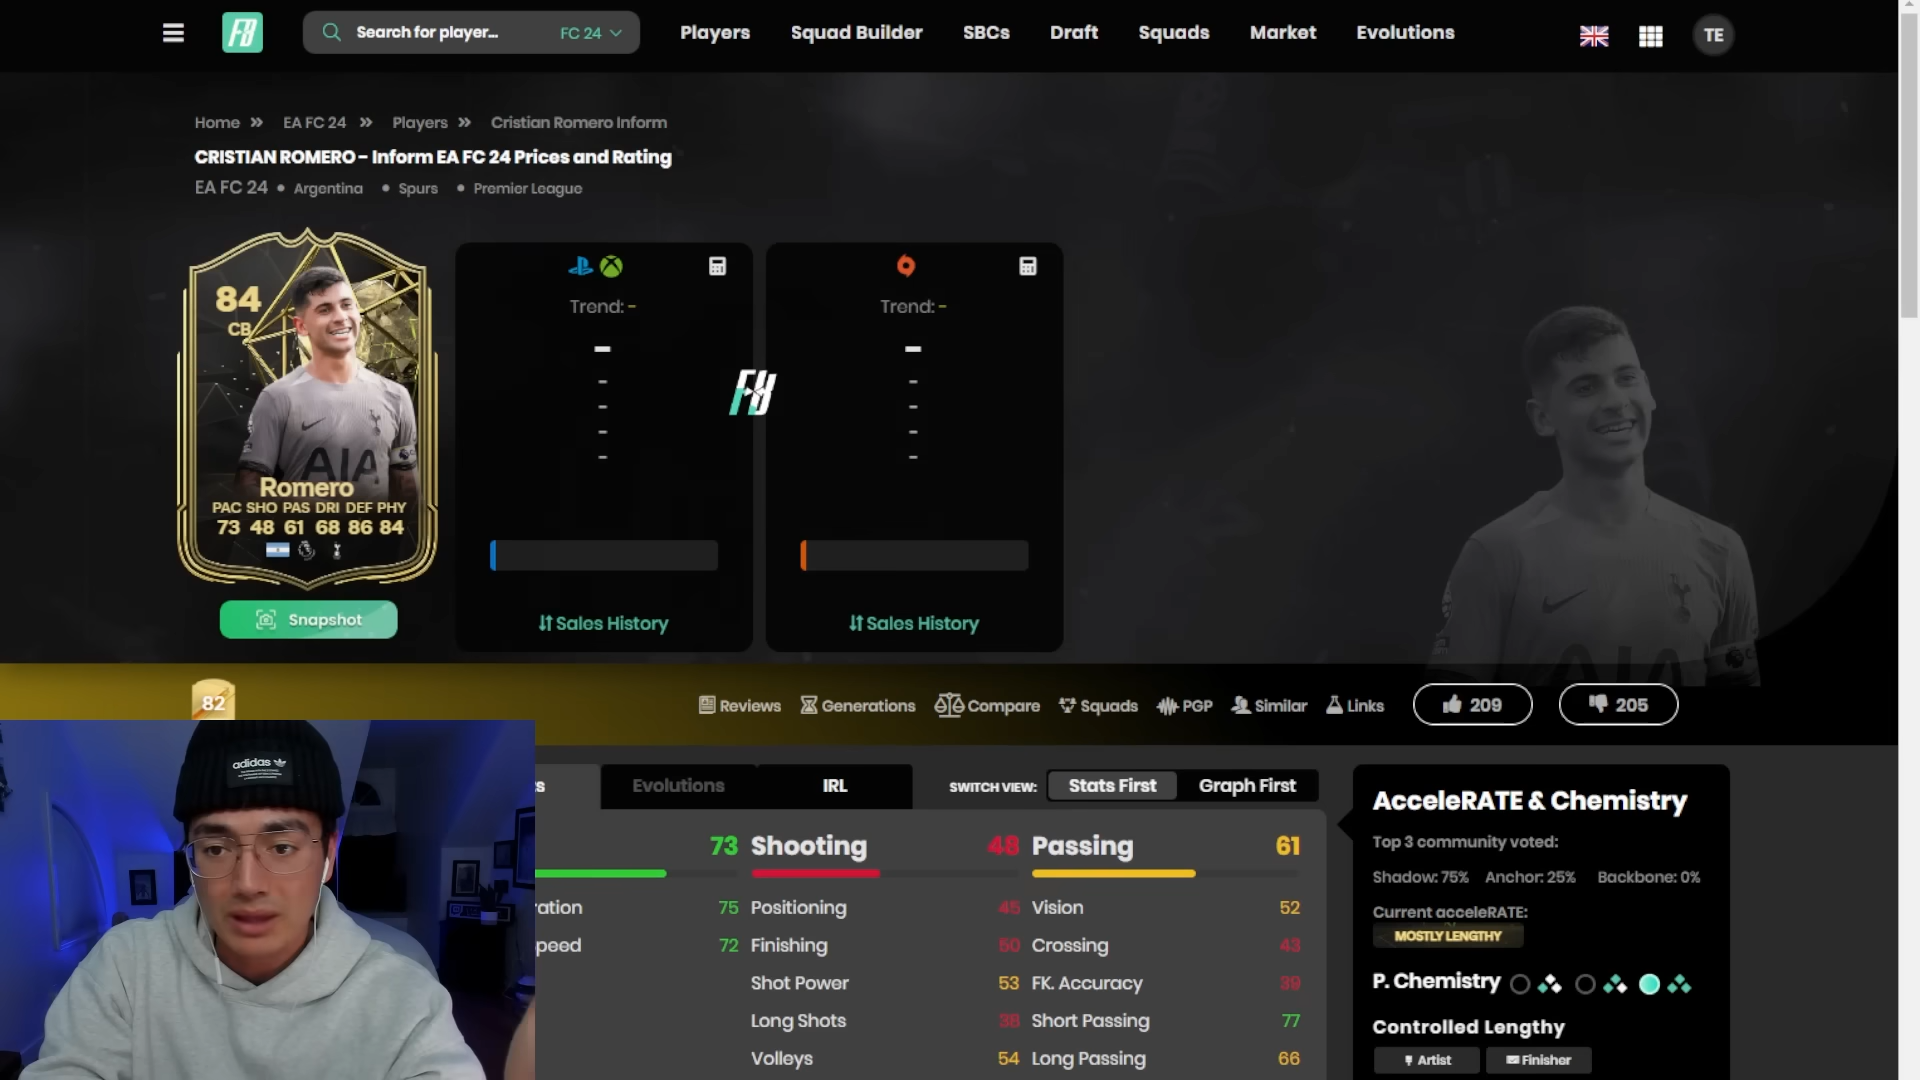 Search for player...
FC 24
Players
Squad Builder
SBCs
Draft
Squads
Market
Evolutions
TE
Home » EA FC 24 » Players » Cristian Romero Inform
CRISTIAN ROMERO - Inform EA FC 24 Prices and Rating
EA FC 24 • Argentina • Spurs • Premier League
84
CB
AIA
Romero
PAC SHO PAS DRI DEF PHY
73 48 61 68 86 84
Snapshot
Trend: -
-
-
-
-
-
Sales History
F8
Trend: -
-
-
-
-
-
Sales History
82
Reviews
Generations
Compare
Squads
PGP
Similar
Links
209
205
adidas
s
Evolutions
IRL
SWITCH VIEW:
Stats First
Graph First
73
ration 75
peed 72
Shooting 48
Positioning 45
Finishing 50
Shot Power 53
Long Shots 38
Volleys 54
Passing 61
Vision 52
Crossing 43
FK. Accuracy 39
Short Passing 77
Long Passing 66
AcceleRATE & Chemistry
Top 3 community voted:
Shadow: 75% Anchor: 25% Backbone: 0%
Current acceleRATE:
MOSTLY LENGTHY
P. Chemistry
Controlled Lengthy
Artist
Finisher